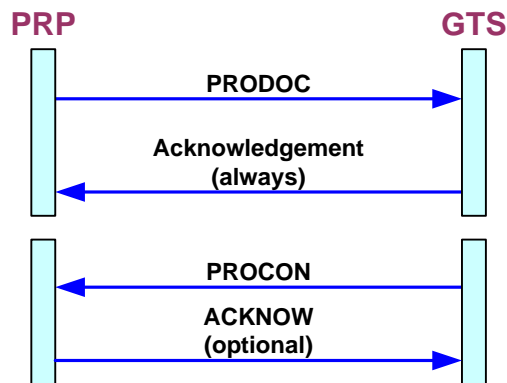 PRP GTS
PRODOC
Acknowledgement
(always)
PROCON
ACKNOW
(optional)